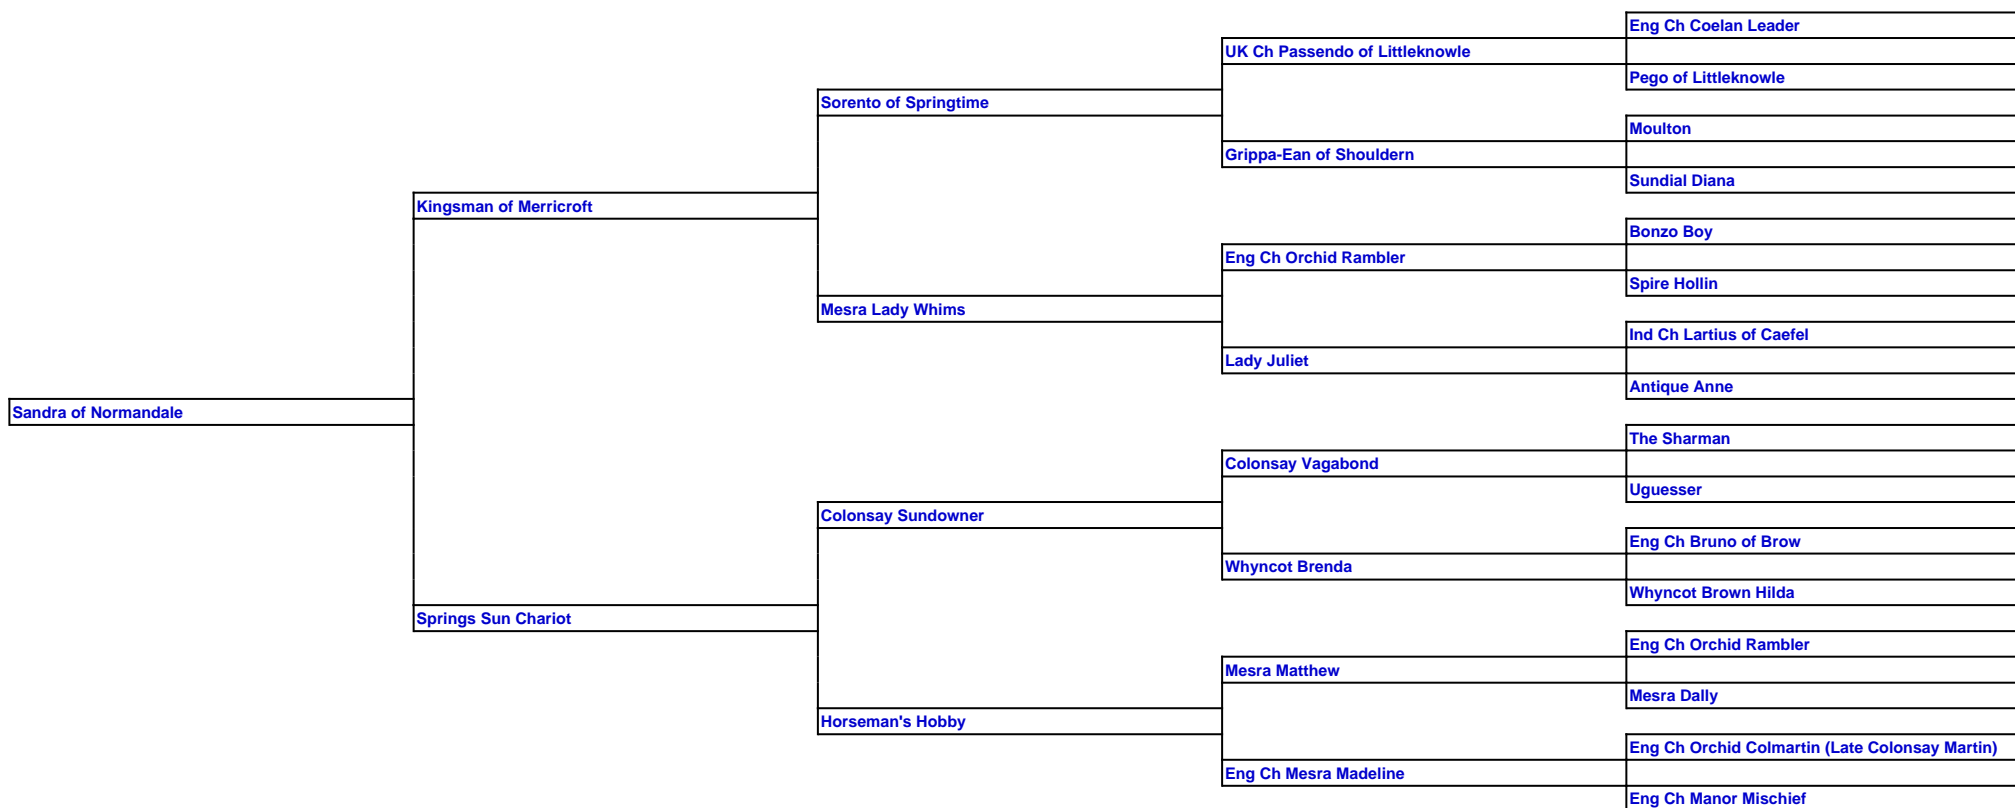 Eng Ch Coelan Leader
UK Ch Passendo of Littleknowle
Pego of Littleknowle
Sorento of Springtime
Moulton
Grippa-Ean of Shouldern
Sundial Diana
Kingsman of Merricroft
Bonzo Boy
Eng Ch Orchid Rambler
Spire Hollin
Mesra Lady Whims
Ind Ch Lartius of Caefel
Lady Juliet
Antique Anne
Sandra of Normandale
The Sharman
Colonsay Vagabond
Uguesser
Colonsay Sundowner
Eng Ch Bruno of Brow
Whyncot Brenda
Whyncot Brown Hilda
Springs Sun Chariot
Eng Ch Orchid Rambler
Mesra Matthew
Mesra Dally
Horseman's Hobby
Eng Ch Orchid Colmartin (Late Colonsay Martin)
Eng Ch Mesra Madeline
Eng Ch Manor Mischief